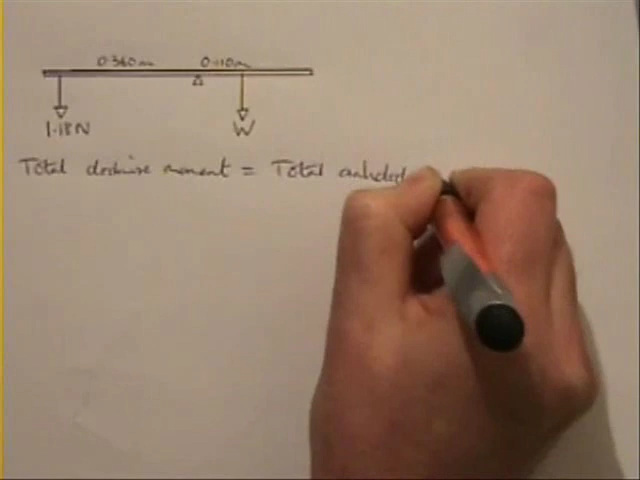 0.360m 0.110m
1.18N W
Total clockwise moment = Total anticlock